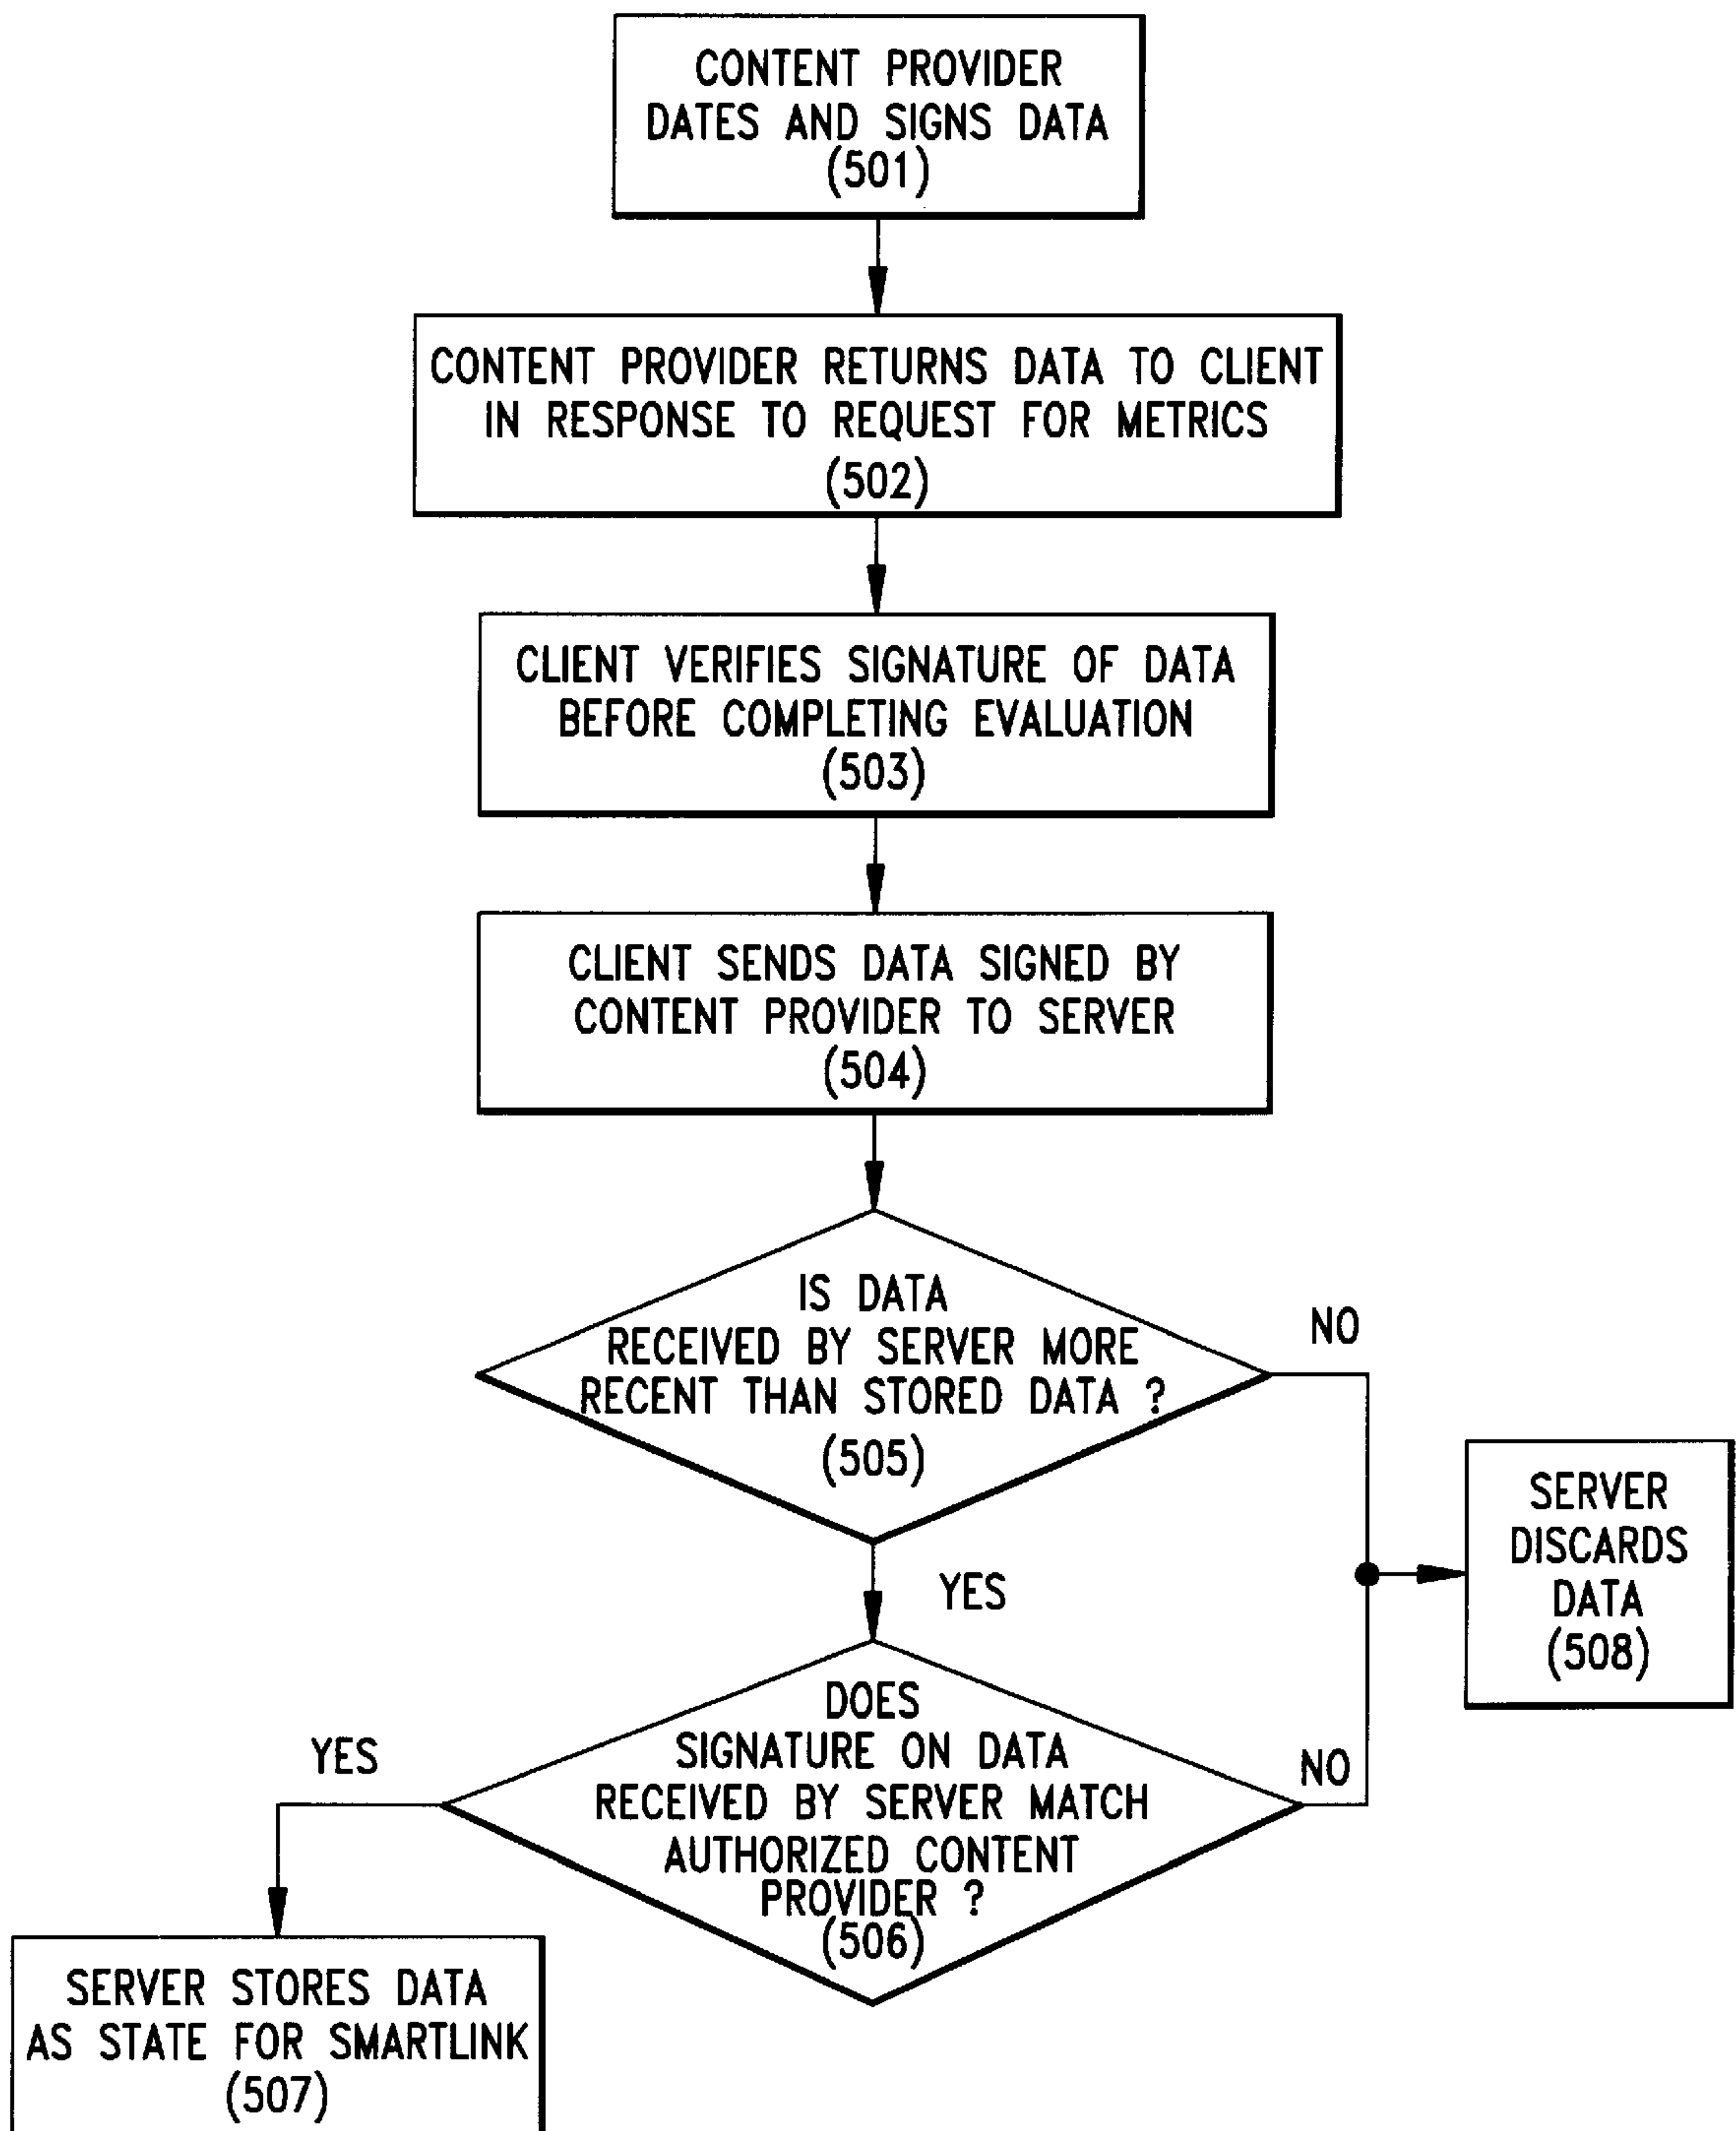 CONTENT PROVIDER
DATES AND SIGNS DATA
(501)
CONTENT PROVIDER RETURNS DATA TO CLIENT
IN RESPONSE TO REQUEST FOR METRICS
(502)
CLIENT VERIFIES SIGNATURE OF DATA
BEFORE COMPLETING EVALUATION
(503)
CLIENT SENDS DATA SIGNED BY
CONTENT PROVIDER TO SERVER
(504)
IS DATA
RECEIVED BY SERVER MORE
RECENT THAN STORED DATA ?
(505)
NO
YES
SERVER
DISCARDS
DATA
(508)
DOES
SIGNATURE ON DATA
RECEIVED BY SERVER MATCH
AUTHORIZED CONTENT
PROVIDER ?
(506)
YES
NO
SERVER STORES DATA
AS STATE FOR SMARTLINK
(507)